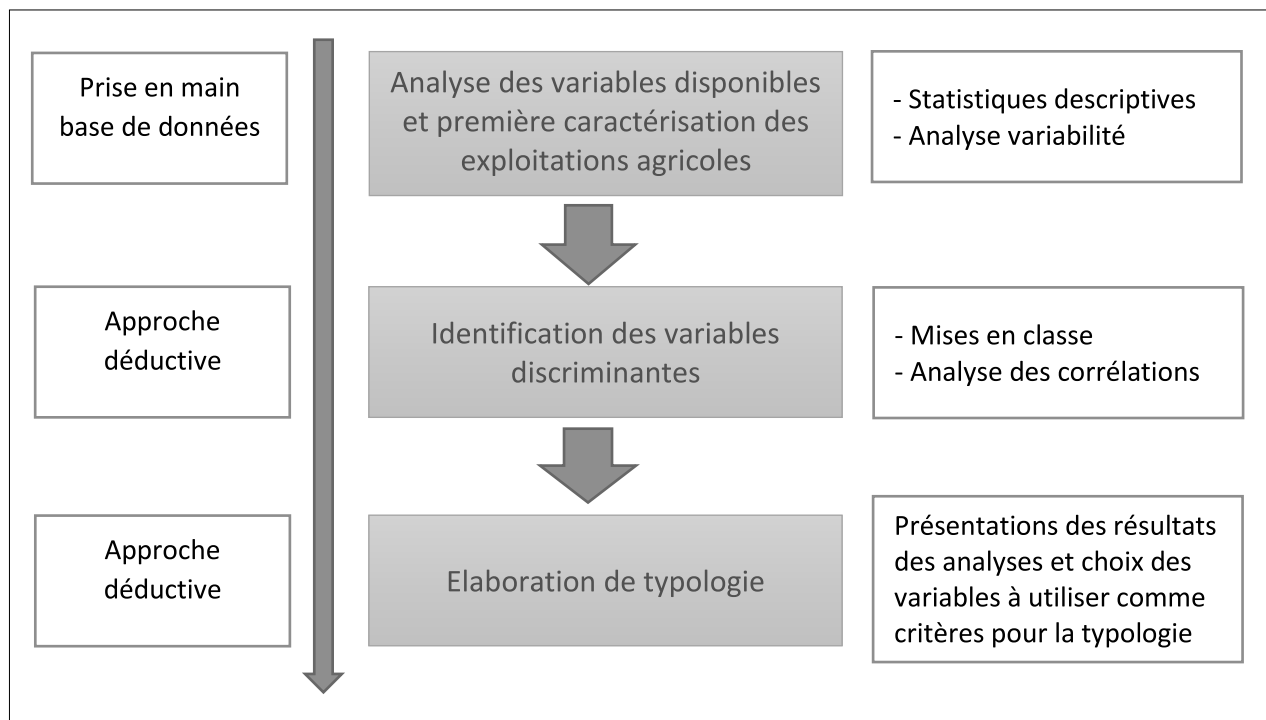 Prise en main
base de données
Analyse des variables disponibles
et première caractérisation des
exploitations agricoles
- Statistiques descriptives
- Analyse variabilité
Approche
déductive
Identification des variables
discriminantes
- Mises en classe
- Analyse des corrélations
Approche
déductive
Elaboration de typologie
Présentations des résultats
des analyses et choix des
variables à utiliser comme
critères pour la typologie